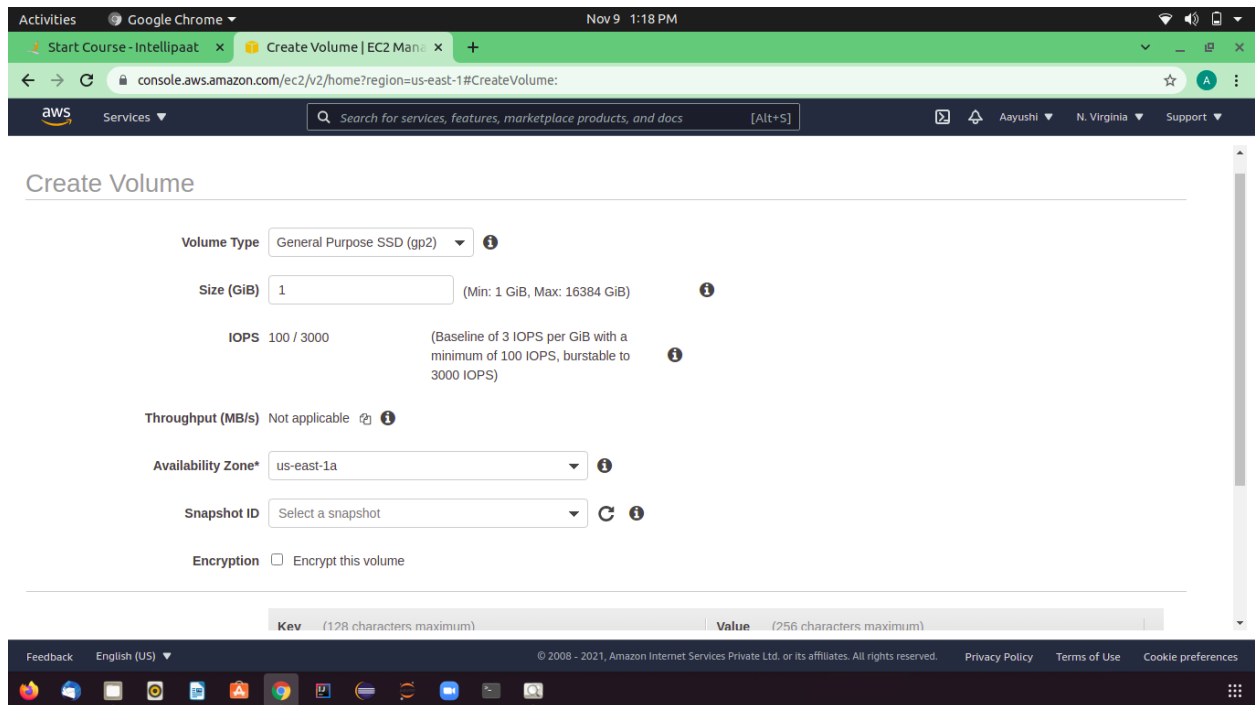 Activities Google Chrome Nov 9 1:18 PM
Start Course - Intellipaat Create Volume | EC2 Mana
console.aws.amazon.com/ec2/v2/home?region=us-east-1#CreateVolume: A
aws Services Search for services, features, marketplace products, and docs [Alt+S] Aayushi N. Virginia Support
Create Volume
Volume Type General Purpose SSD (gp2)
Size (GiB) 1 (Min: 1 GiB, Max: 16384 GiB)
IOPS 100 / 3000 (Baseline of 3 IOPS per GiB with a
minimum of 100 IOPS, burstable to
3000 IOPS)
Throughput (MB/s) Not applicable
Availability Zone* us-east-1a
Snapshot ID Select a snapshot
Encryption Encrypt this volume
Key (128 characters maximum) Value (256 characters maximum)
Feedback English (US) © 2008 - 2021, Amazon Internet Services Private Ltd. or its affiliates. All rights reserved. Privacy Policy Terms of Use Cookie preferences